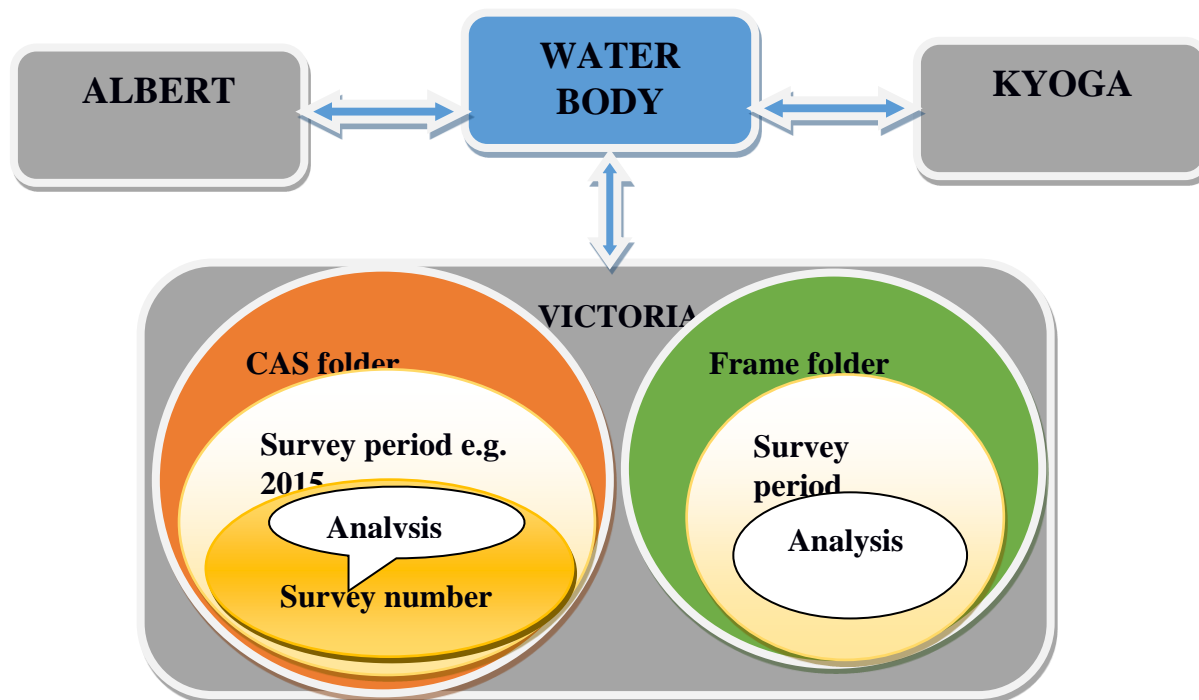 WATER
BODY
ALBERT
KYOGA
VICTORIA
CAS folder
Survey period e.g.
2015
Analysis
Survey number
Frame folder
Survey
period
Analysis